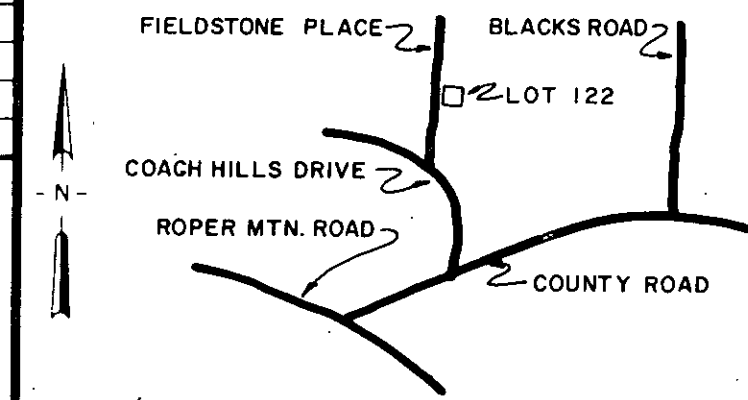 FIELDSTONE PLACE
BLACKS ROAD
LOT 122
COACH HILLS DRIVE
- N -
ROPER MTN. ROAD
COUNTY ROAD